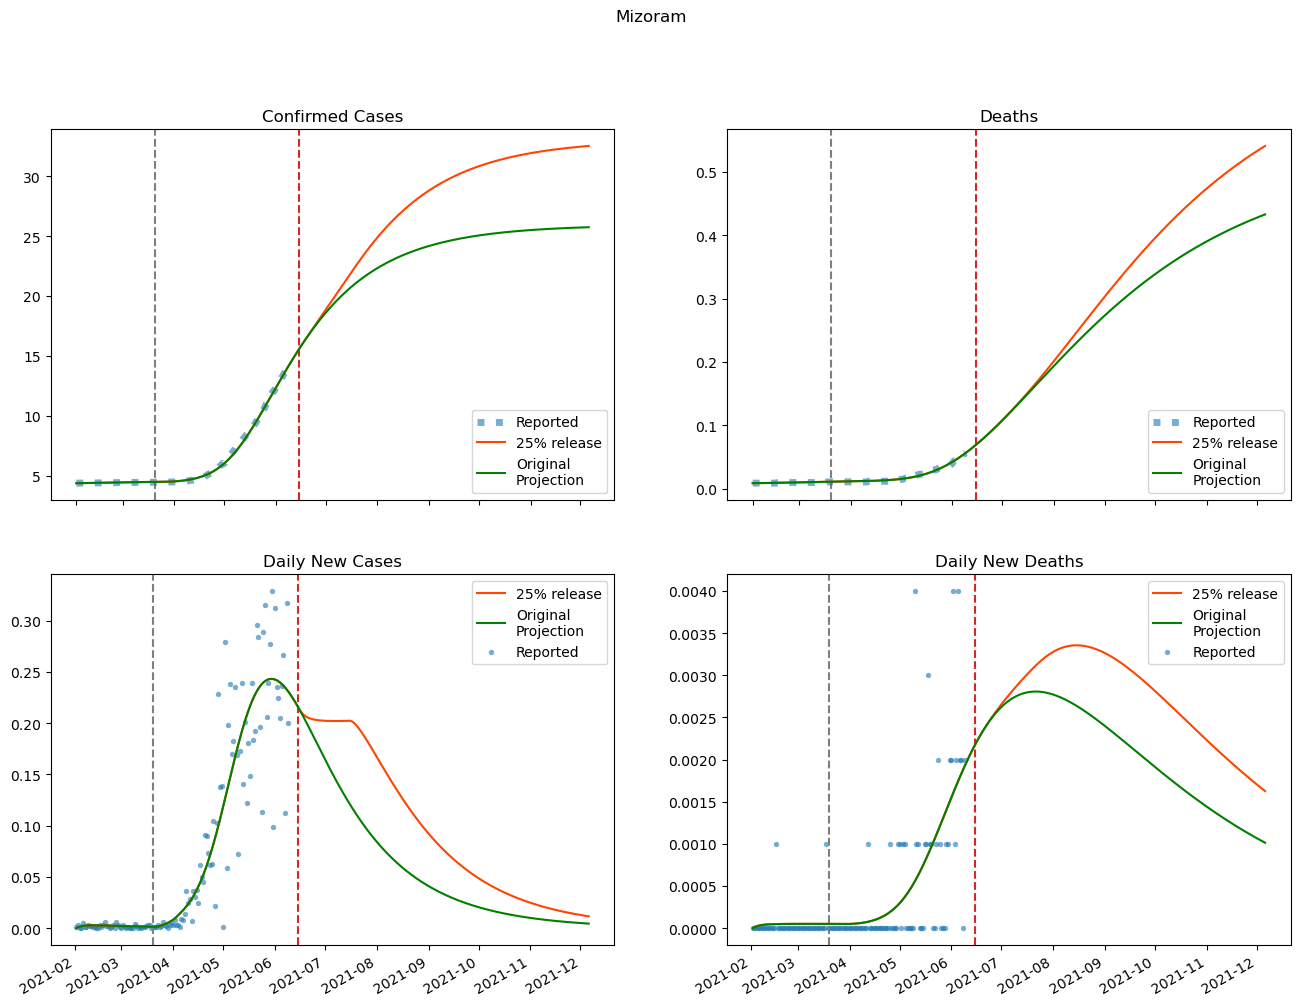 Mizoram
Confirmed Cases
30
25
20
15
10
5
Reported
25% release
Original
Projection
Deaths
0.5
0.4
0.3
0.2
0.1
0.0
Reported
25% release
Original
Projection
Daily New Cases
0.30
0.25
0.20
0.15
0.10
0.05
0.00
25% release
Original
Projection
Reported
2021-02
2021-03
2021-04
2021-05
2021-06
2021-07
2021-08
2021-09
2021-10
2021-11
2021-12
Daily New Deaths
0.0040
0.0035
0.0030
0.0025
0.0020
0.0015
0.0010
0.0005
0.0000
25% release
Original
Projection
Reported
2021-02
2021-03
2021-04
2021-05
2021-06
2021-07
2021-08
2021-09
2021-10
2021-11
2021-12